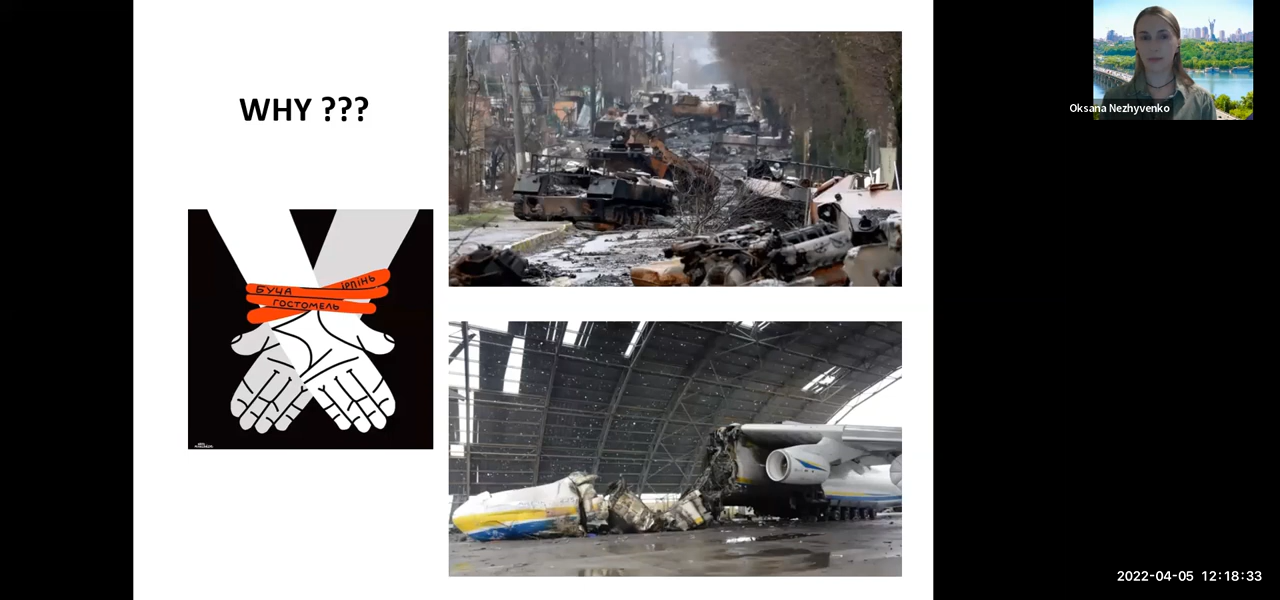 WHY ???
БУЧА
ІРПІНЬ
ГОСТОМЕЛЬ
Oksana Nezhyvenko
2022-04-05 12:18:33